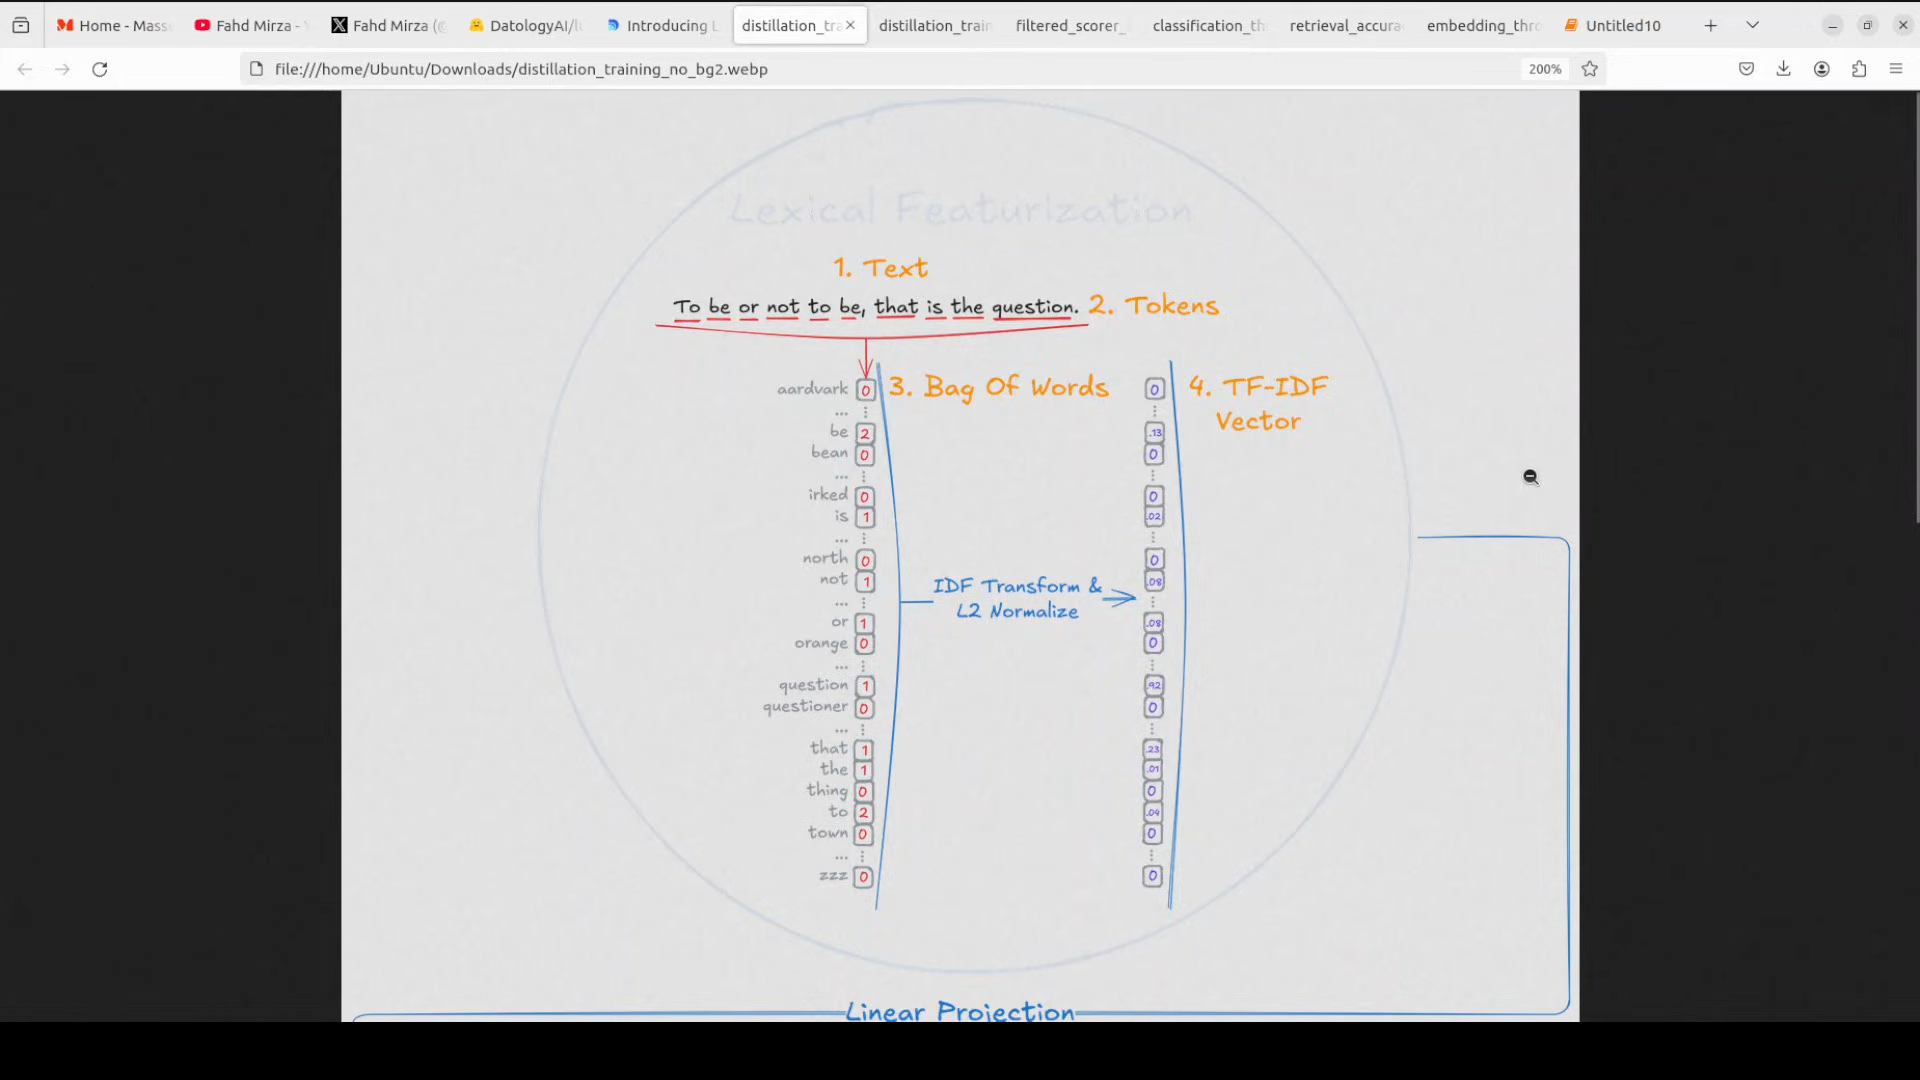 Home - Masse
Fahd Mirza - Y
Fahd Mirza (@
DatologyAI/lu
Introducing L
distillation_tra
distillation_train
filtered_scorer_
classification_th
retrieval_accura
embedding_thro
Untitled10
file:///home/Ubuntu/Downloads/distillation_training_no_bg2.webp
200%
Lexical Featurization
1. Text
To be or not to be, that is the question.
2. Tokens
3. Bag Of Words
4. TF-IDF
Vector
aardvark 0 0
...
be 2 .13
bean 0 0
...
irked 0 0
is 1 .02
...
north 0 0
not 1 .08
...
IDF Transform &
L2 Normalize
or 1 .08
orange 0 0
...
question 1 .92
questioner 0 0
...
that 1 .23
the 1 .01
thing 0 0
to 2 .04
town 0 0
...
zzz 0 0
Linear Projection